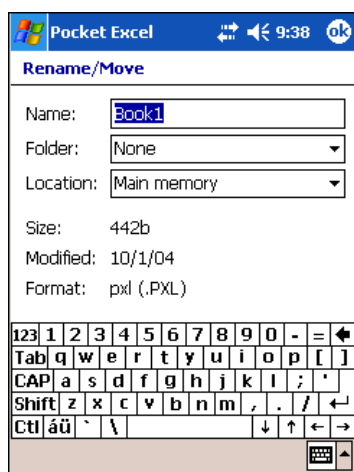 Pocket Excel 9:38 ok
Rename/Move
Name: Book1
Folder: None
Location: Main memory
Size: 442b
Modified: 10/1/04
Format: pxl (.PXL)
123 1 2 3 4 5 6 7 8 9 0 - =
Tab q w e r t y u i o p [ ]
CAP a s d f g h j k l ; '
Shift z x c v b n m , . /
Ctl áü ` \